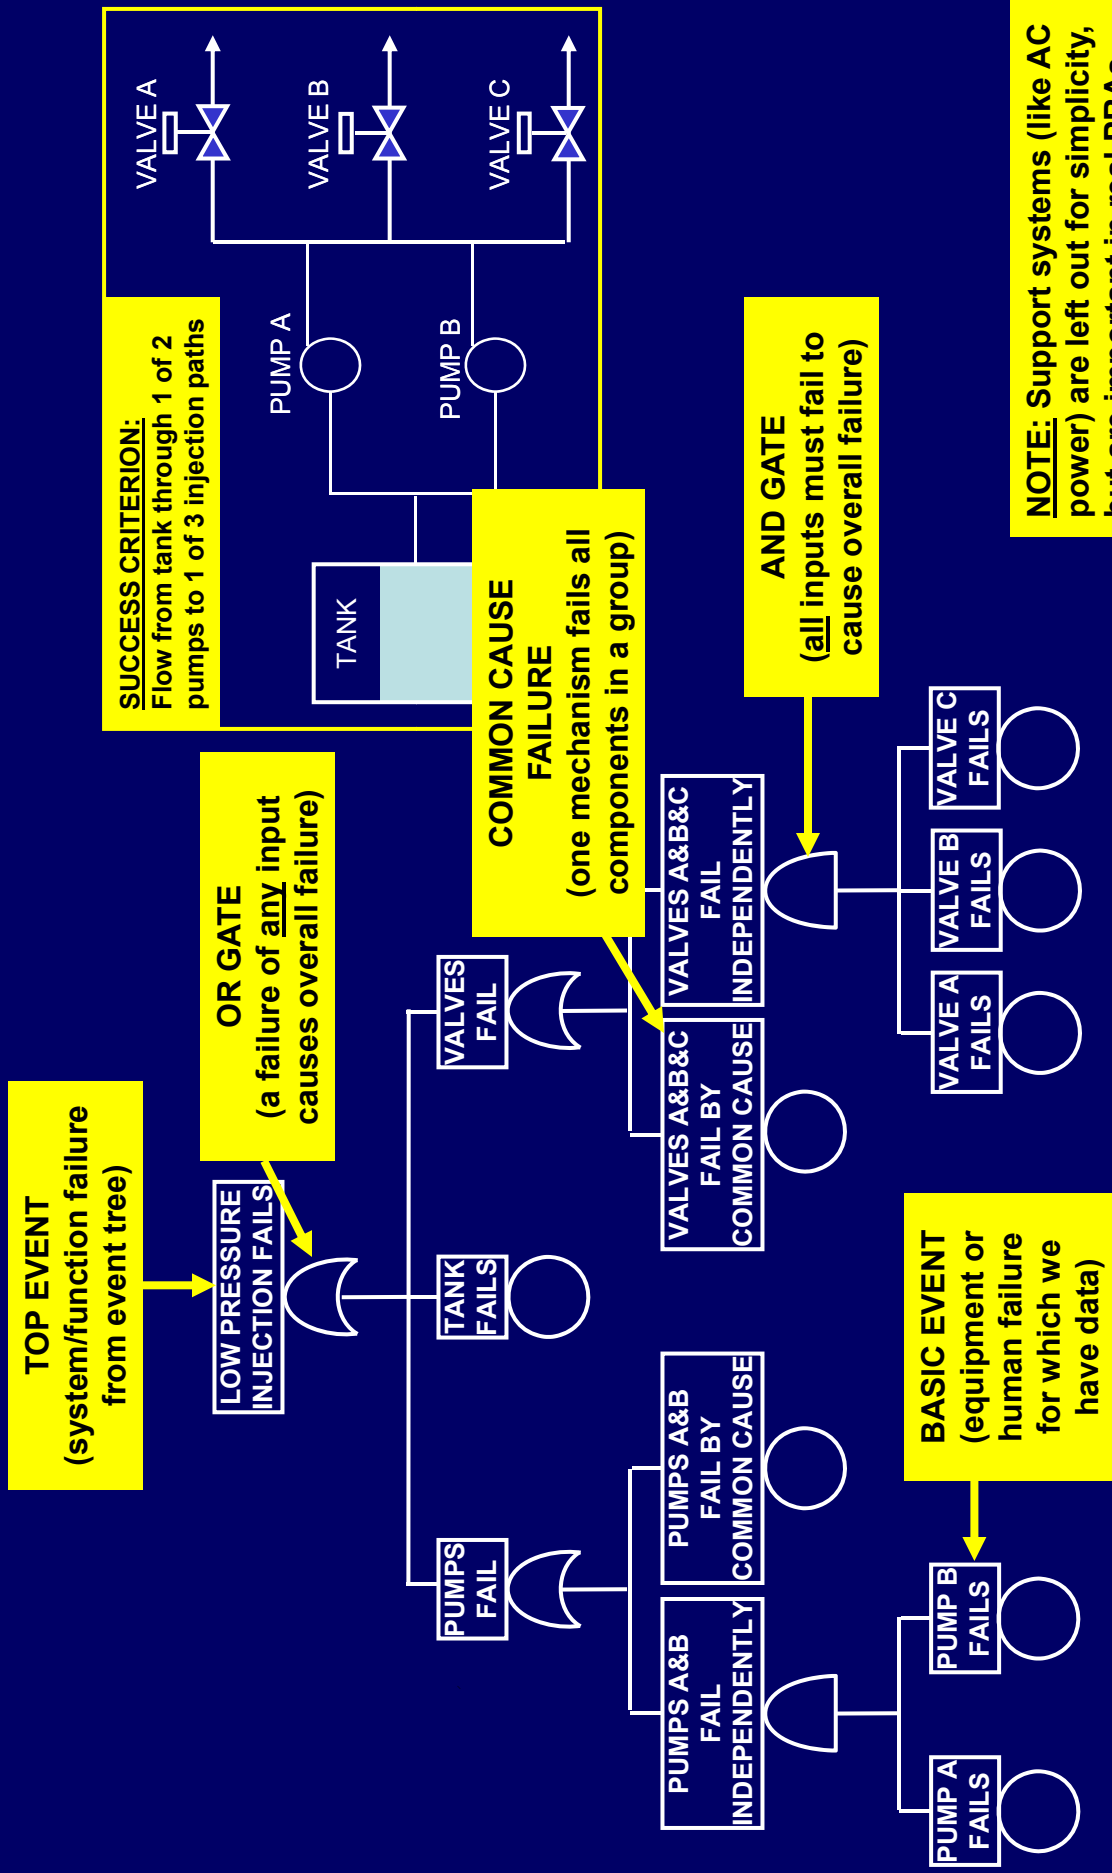 TOP EVENT
(system/function failure
from event tree)
OR GATE
(a failure of any input
causes overall failure)
SUCCESS CRITERION:
Flow from tank through 1 of 2
pumps to 1 of 3 injection paths
TANK
PUMP A
PUMP B
VALVE A
VALVE B
VALVE C
LOW PRESSURE
INJECTION FAILS
PUMPS
FAIL
TANK
FAILS
VALVES
FAIL
COMMON CAUSE
FAILURE
(one mechanism fails all
components in a group)
PUMPS A&B
FAIL
INDEPENDENTLY
PUMPS A&B
FAIL BY
COMMON CAUSE
VALVES A&B&C
FAIL BY
COMMON CAUSE
VALVES A&B&C
FAIL
INDEPENDENTLY
AND GATE
(all inputs must fail to
cause overall failure)
PUMP A
FAILS
PUMP B
FAILS
BASIC EVENT
(equipment or
human failure
for which we
have data)
VALVE A
FAILS
VALVE B
FAILS
VALVE C
FAILS
NOTE: Support systems (like AC
power) are left out for simplicity,